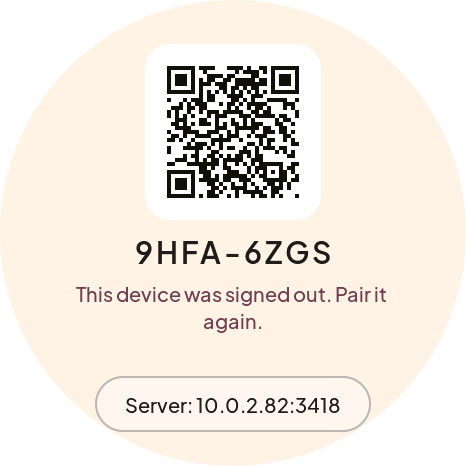 9HFA-6ZGS
This device was signed out. Pair it
again.
Server: 10.0.2.82:3418